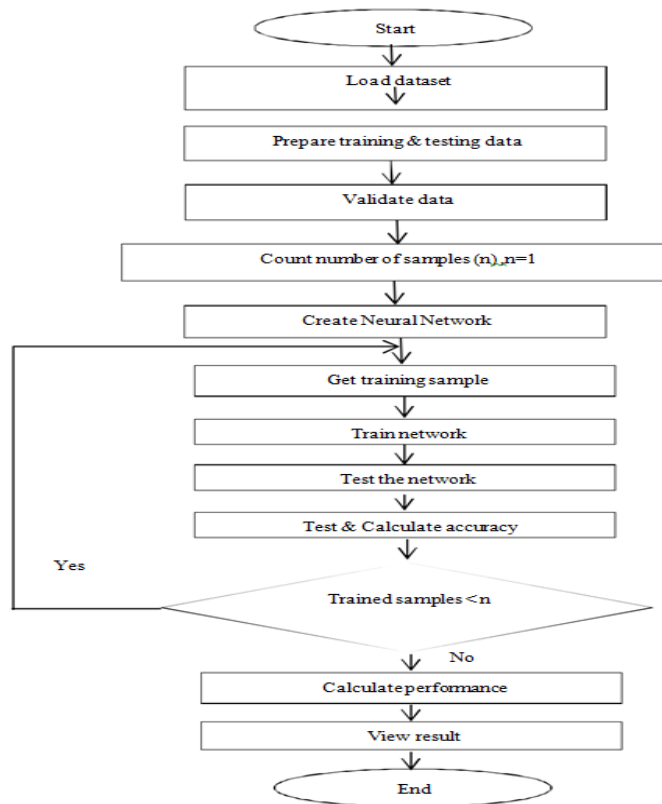 Start
Load dataset
Prepare training & testing data
Validate data
Count number of samples (n),n=1
Create Neural Network
Get training sample
Train network
Test the network
Test & Calculate accuracy
Yes
Trained samples <n
No
Calculate performance
View result
End